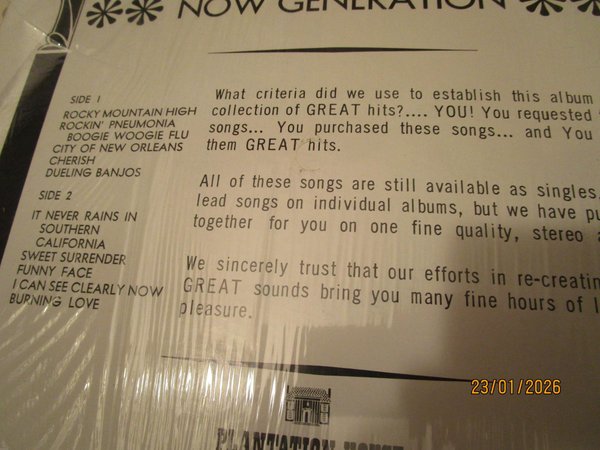 NOW GENERATION
SIDE 1
ROCKY MOUNTAIN HIGH
ROCKIN' PNEUMONIA
BOOGIE WOOGIE FLU
CITY OF NEW ORLEANS
CHERISH
DUELING BANJOS
SIDE 2
IT NEVER RAINS IN
SOUTHERN
CALIFORNIA
SWEET SURRENDER
FUNNY FACE
I CAN SEE CLEARLY NOW
BURNING LOVE
What criteria did we use to establish this album
collection of GREAT hits?.... YOU! You requested
songs... You purchased these songs... and You
them GREAT hits.
All of these songs are still available as singles,
lead songs on individual albums, but we have
together for you on one fine quality, stereo
We sincerely trust that our efforts in
GREAT sounds bring you many fine hours of
pleasure.
PLANTATION HOUSE
23/01/2026